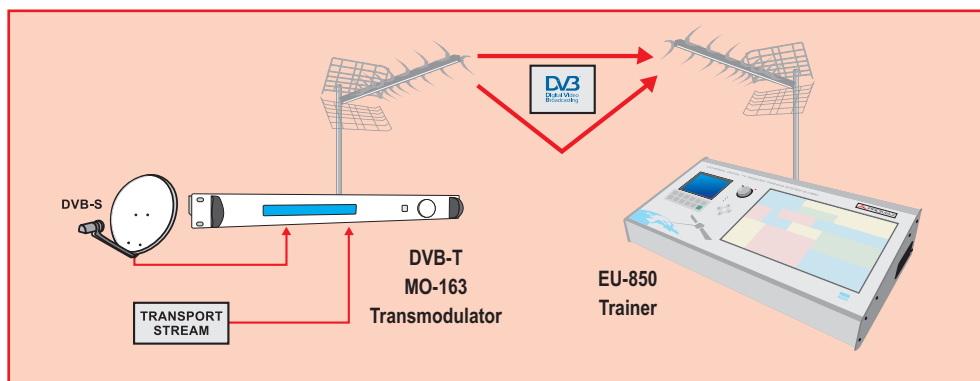 DVB
Digital Video
Broadcasting
DVB-S
DVB-T
MO-163
Transmodulator
EU-850
Trainer
TRANSPORT
STREAM